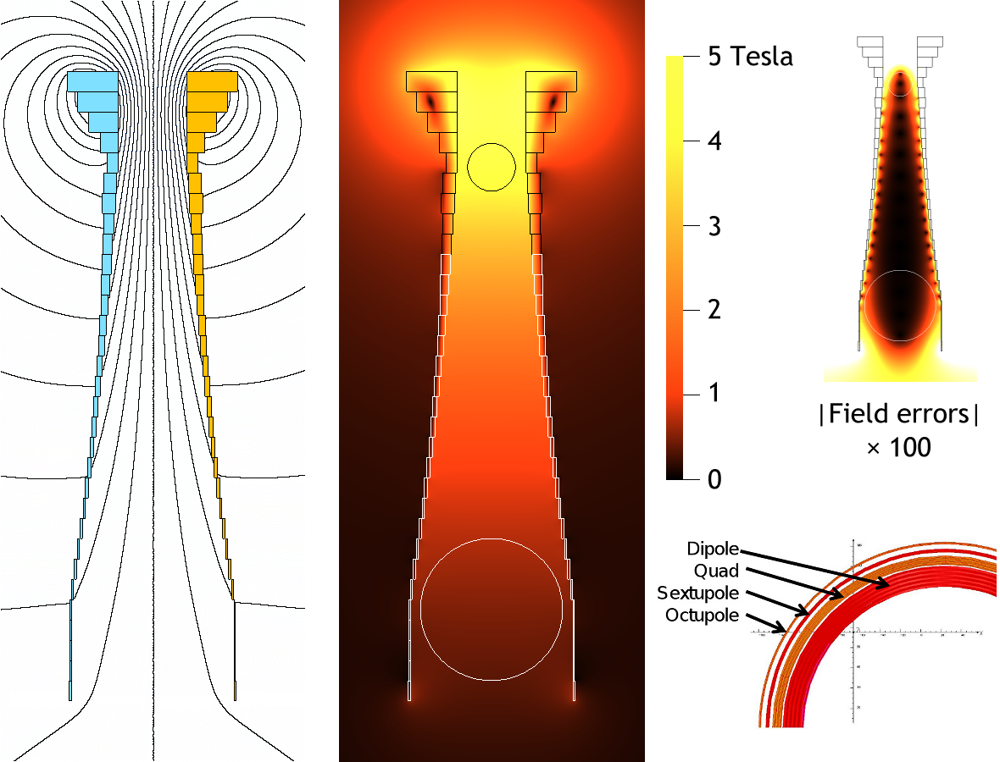 5 Tesla
4
3
2
1
0
|Field errors|
× 100
Dipole
Quad
Sextupole
Octupole